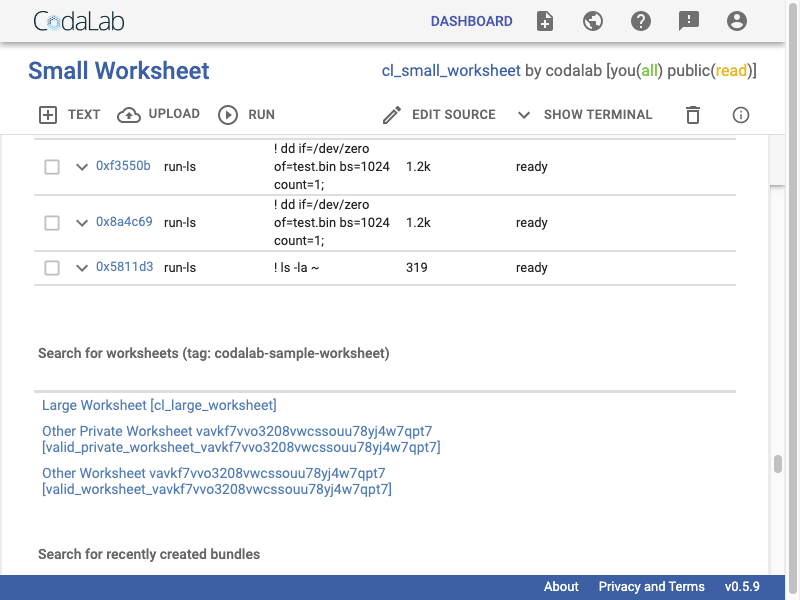 CodaLab
DASHBOARD
Small Worksheet
cl_small_worksheet by codalab [you(all) public(read)]
TEXT UPLOAD RUN EDIT SOURCE SHOW TERMINAL
! dd if=/dev/zero
0xf3550b run-ls of=test.bin bs=1024 1.2k ready
count=1;
! dd if=/dev/zero
0x8a4c69 run-ls of=test.bin bs=1024 1.2k ready
count=1;
0x5811d3 run-ls ! ls -la ~ 319 ready
Search for worksheets (tag: codalab-sample-worksheet)
Large Worksheet [cl_large_worksheet]
Other Private Worksheet vavkf7vvo3208vwcssouu78yj4w7qpt7
[valid_private_worksheet_vavkf7vvo3208vwcssouu78yj4w7qpt7]
Other Worksheet vavkf7vvo3208vwcssouu78yj4w7qpt7
[valid_worksheet_vavkf7vvo3208vwcssouu78yj4w7qpt7]
Search for recently created bundles
About Privacy and Terms v0.5.9